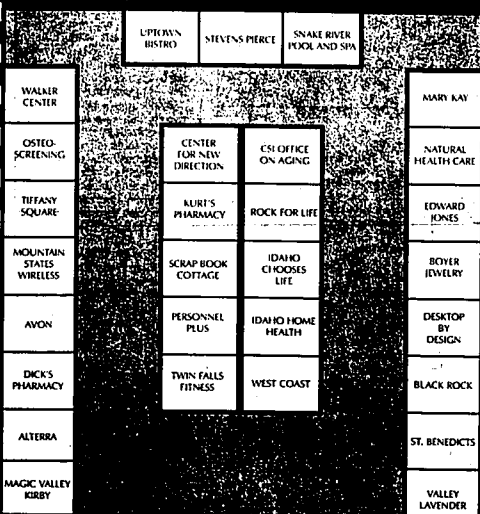 UPTOWN
BISTRO
STEVENS PIERCE
SNAKE RIVER
POOL AND SPA
WALKER
CENTER
OSTEO-
SCREENING
TIFFANY
SQUARE
MOUNTAIN
STATES
WIRELESS
AVON
DICK'S
PHARMACY
ALTERRA
MAGIC VALLEY
KIRBY
CENTER
FOR NEW
DIRECTION
KURT'S
PHARMACY
SCRAP BOOK
COTTAGE
PERSONNEL
PLUS
TWIN FALLS
FITNESS
CSI OFFICE
ON AGING
ROCK FOR LIFE
IDAHO
CHOOSES
LIFE
IDAHO HOME
HEALTH
WEST COAST
MARY KAY
NATURAL
HEALTH CARE
EDWARD
JONES
BOYER
JEWELRY
DESKTOP
BY
DESIGN
BLACK ROCK
ST. BENEDICTS
VALLEY
LAVENDER